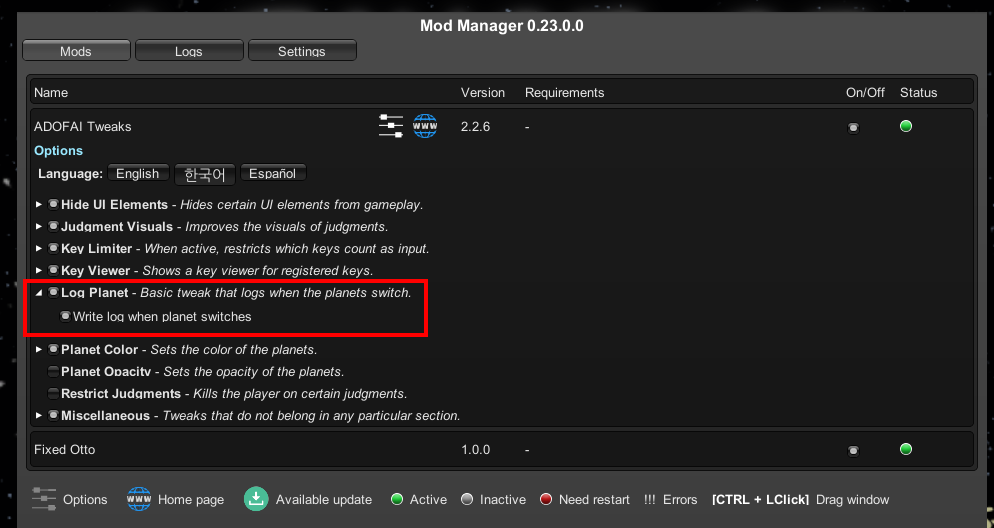 Mod Manager 0.23.0.0
Mods Logs Settings
Name Version Requirements On/Off Status
ADOFAI Tweaks WWW 2.2.6 -
Options
Language: English 한국어 Español
Hide UI Elements - Hides certain UI elements from gameplay.
Judgment Visuals - Improves the visuals of judgments.
Key Limiter - When active, restricts which keys count as input.
Key Viewer - Shows a key viewer for registered keys.
Log Planet - Basic tweak that logs when the planets switch.
Write log when planet switches
Planet Color - Sets the color of the planets.
Planet Opacity - Sets the opacity of the planets.
Restrict Judgments - Kills the player on certain judgments.
Miscellaneous - Tweaks that do not belong in any particular section.
Fixed Otto 1.0.0 -
Options WWW Home page Available update Active Inactive Need restart !!! Errors [CTRL + LClick] Drag window